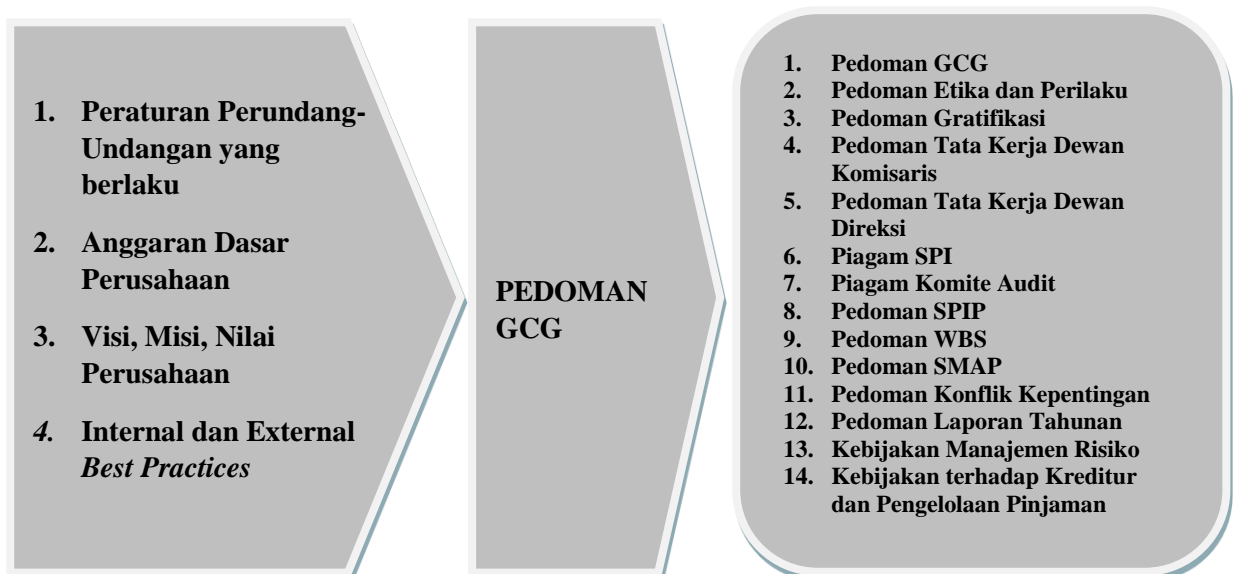 1. Peraturan Perundang-
Undangan yang
berlaku
2. Anggaran Dasar
Perusahaan
3. Visi, Misi, Nilai
Perusahaan
4. Internal dan External
Best Practices
PEDOMAN
GCG
1. Pedoman GCG
2. Pedoman Etika dan Perilaku
3. Pedoman Gratifikasi
4. Pedoman Tata Kerja Dewan
Komisaris
5. Pedoman Tata Kerja Dewan
Direksi
6. Piagam SPI
7. Piagam Komite Audit
8. Pedoman SPIP
9. Pedoman WBS
10. Pedoman SMAP
11. Pedoman Konflik Kepentingan
12. Pedoman Laporan Tahunan
13. Kebijakan Manajemen Risiko
14. Kebijakan terhadap Kreditur
dan Pengelolaan Pinjaman